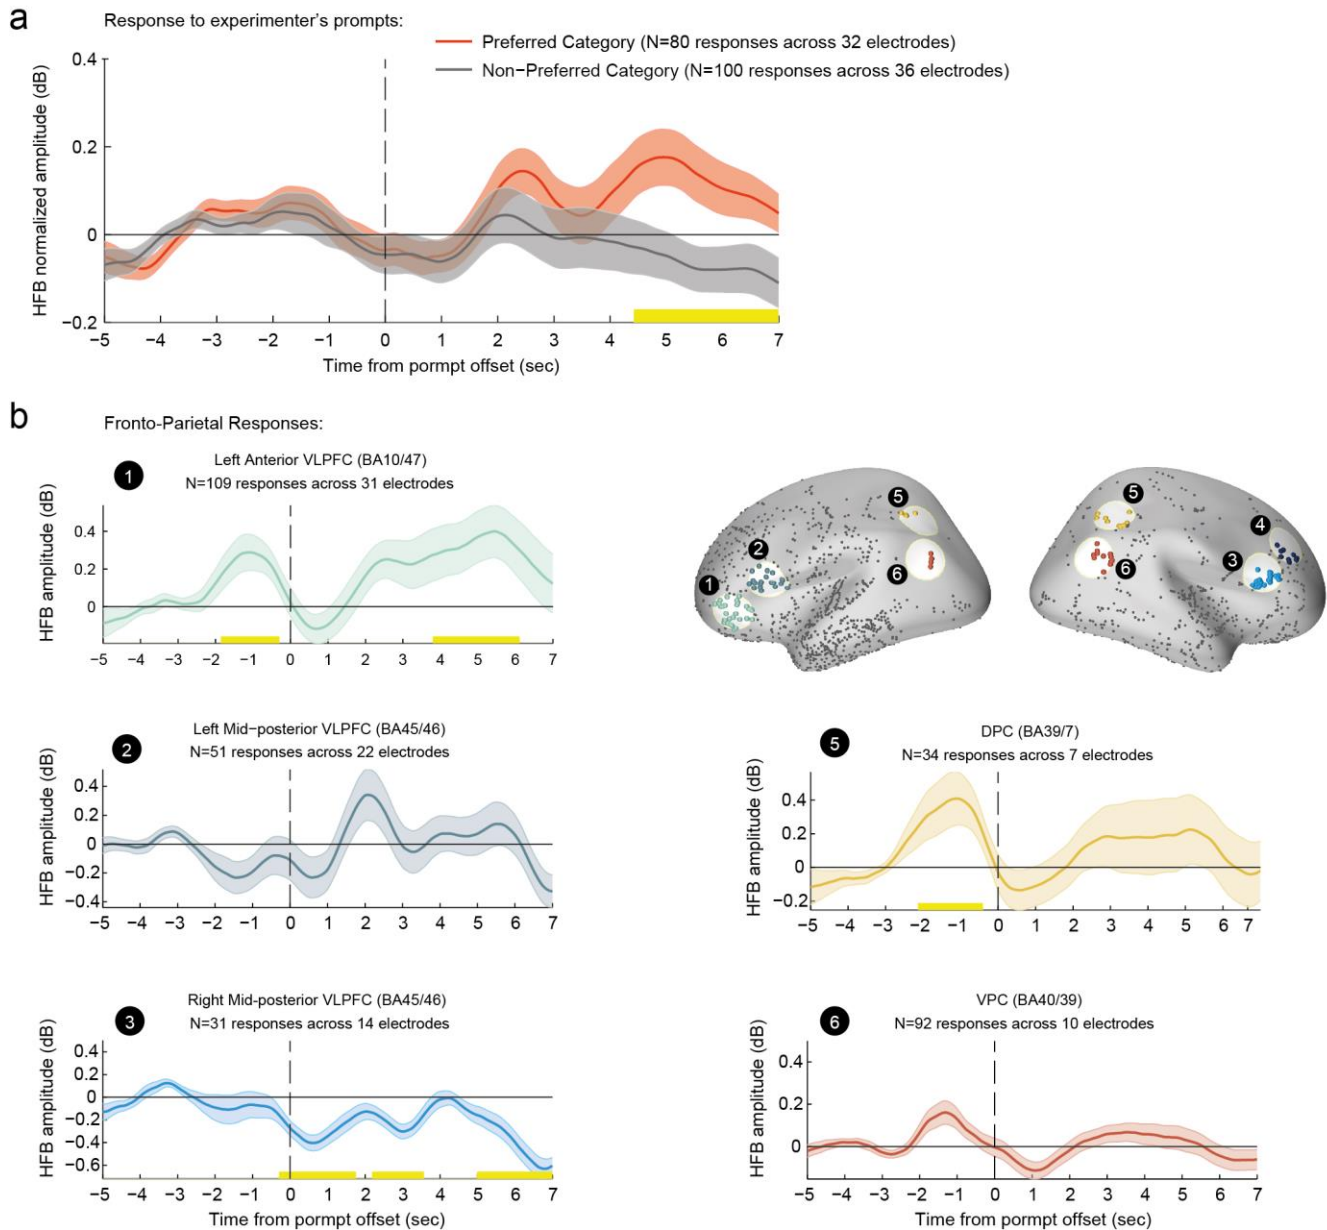 a
Response to experimenter's prompts:
Preferred Category (N=80 responses across 32 electrodes)
Non−Preferred Category (N=100 responses across 36 electrodes)
HFB normalized amplitude (dB)
0.4
0.2
0
−0.2
−5 −4 −3 −2 −1 0 1 2 3 4 5 6 7
Time from pormpt offset (sec)
b
Fronto-Parietal Responses:
1
Left Anterior VLPFC (BA10/47)
N=109 responses across 31 electrodes
HFB amplitude (dB)
0.4
0.2
0
−5 −4 −3 −2 −1 0 1 2 3 4 5 6 7
5
2
1
6
5
4
3
6
2
Left Mid−posterior VLPFC (BA45/46)
N=51 responses across 22 electrodes
HFB amplitude (dB)
0.4
0.2
0
−0.2
−0.4
−5 −4 −3 −2 −1 0 1 2 3 4 5 6 7
5
DPC (BA39/7)
N=34 responses across 7 electrodes
HFB amplitude (dB)
0.4
0.2
0
−0.2
−5 −4 −3 −2 −1 0 1 2 3 4 5 6 7
3
Right Mid-posterior VLPFC (BA45/46)
N=31 responses across 14 electrodes
HFB amplitude (dB)
0.4
0.2
0
−0.2
−0.4
−0.6
−5 −4 −3 −2 −1 0 1 2 3 4 5 6 7
Time from pormpt offset (sec)
6
VPC (BA40/39)
N=92 responses across 10 electrodes
HFB amplitude (dB)
0.4
0.2
0
−5 −4 −3 −2 −1 0 1 2 3 4 5 6 7
Time from pormpt offset (sec)